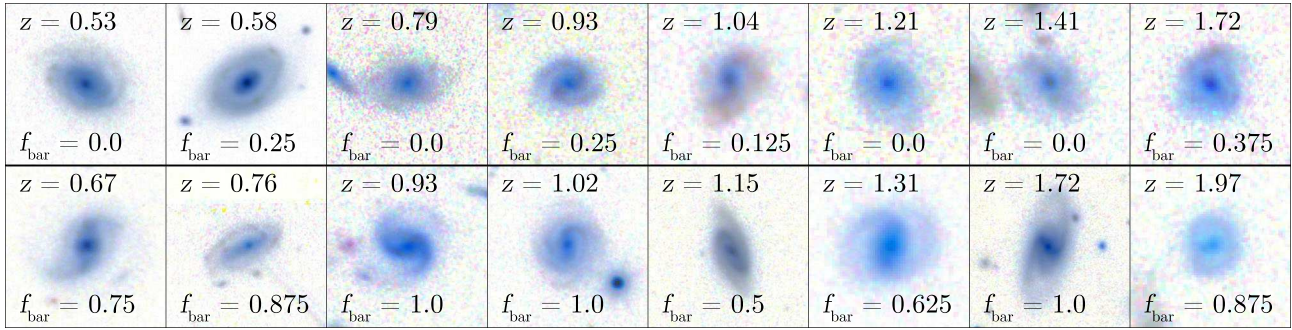 z = 0.53 z = 0.58 z = 0.79 z = 0.93 z = 1.04 z = 1.21 z = 1.41 z = 1.72
f_bar = 0.0 f_bar = 0.25 f_bar = 0.0 f_bar = 0.25 f_bar = 0.125 f_bar = 0.0 f_bar = 0.0 f_bar = 0.375
z = 0.67 z = 0.76 z = 0.93 z = 1.02 z = 1.15 z = 1.31 z = 1.72 z = 1.97
f_bar = 0.75 f_bar = 0.875 f_bar = 1.0 f_bar = 1.0 f_bar = 0.5 f_bar = 0.625 f_bar = 1.0 f_bar = 0.875